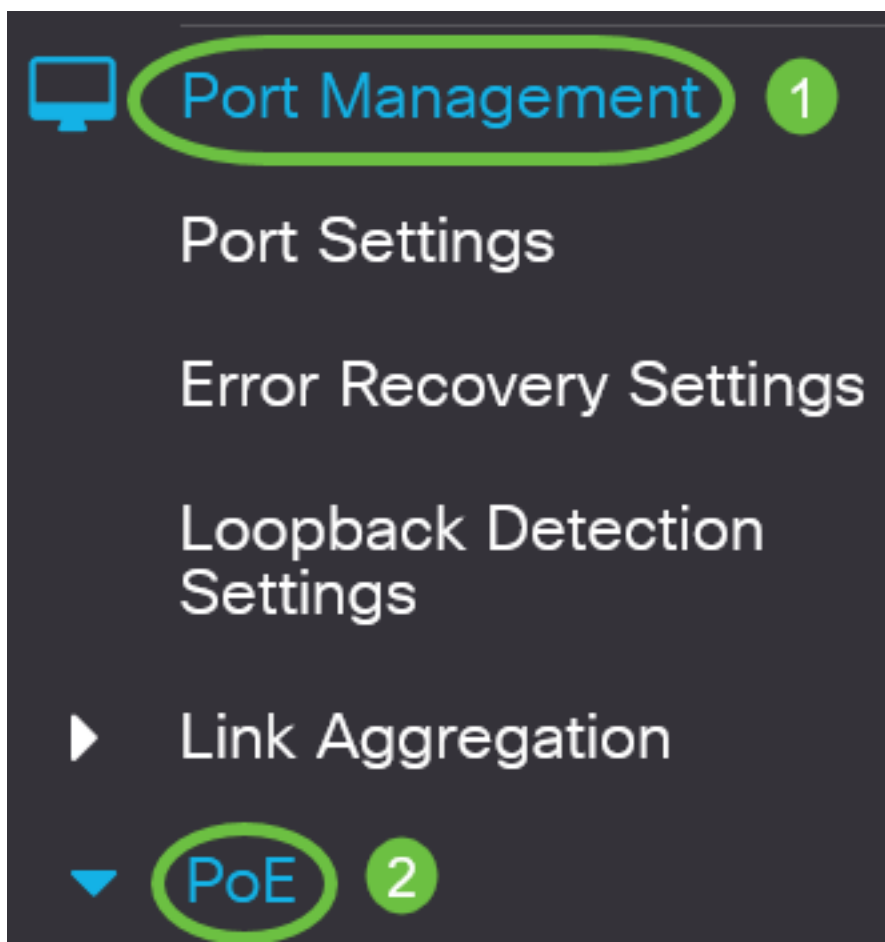 Port Management 1
Port Settings
Error Recovery Settings
Loopback Detection
Settings
Link Aggregation
PoE 2